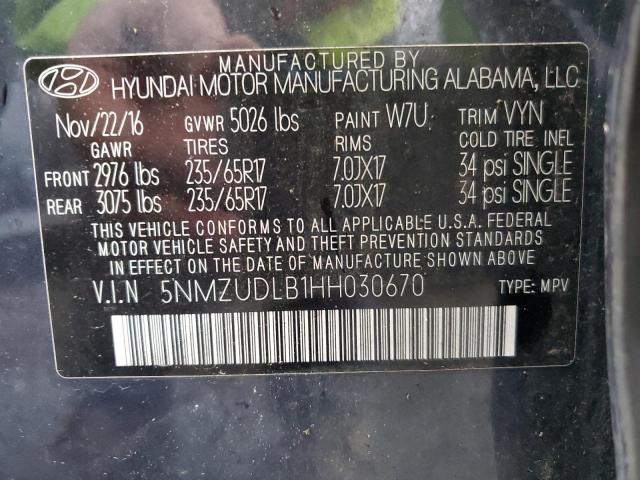 MANUFACTURED BY
HYUNDAI MOTOR MANUFACTURING ALABAMA, LLC
Nov/22/16 GVWR 5026 lbs PAINT W7U TRIM VYN
GAWR TIRES RIMS COLD TIRE INFL
FRONT 2976 lbs 235/65R17 7.0JX17 34 psi SINGLE
REAR 3075 lbs 235/65R17 7.0JX17 34 psi SINGLE
THIS VEHICLE CONFORMS TO ALL APPLICABLE U.S.A. FEDERAL
MOTOR VEHICLE SAFETY AND THEFT PREVENTION STANDARDS
IN EFFECT ON THE DATE OF MANUFACTURE SHOWN ABOVE
V.I.N 5NMZUDLB1HH030670 TYPE: MPV